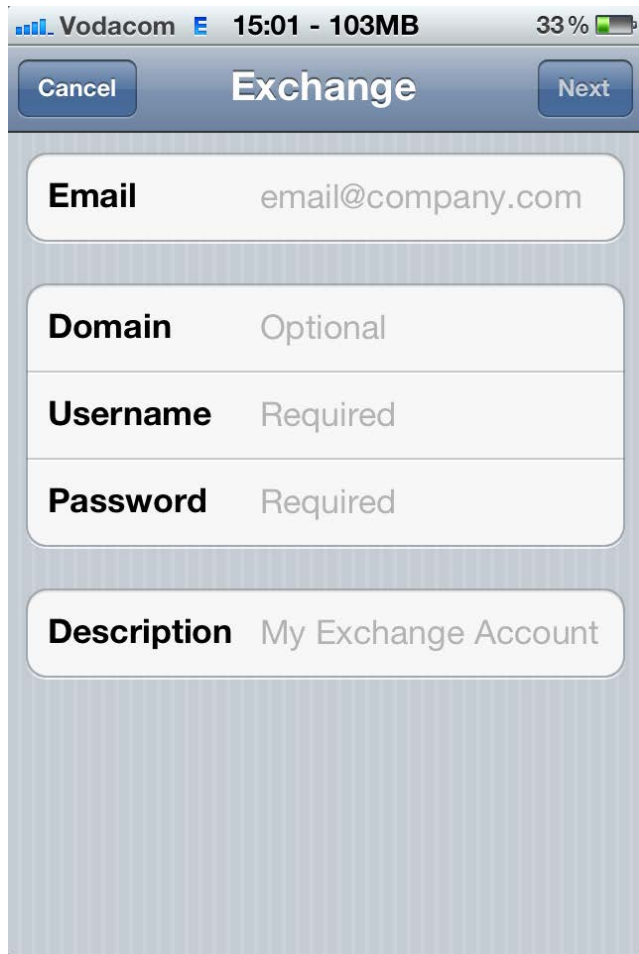 Vodacom E 15:01 - 103MB 33%
Cancel Exchange Next
Email email@company.com
Domain Optional
Username Required
Password Required
Description My Exchange Account